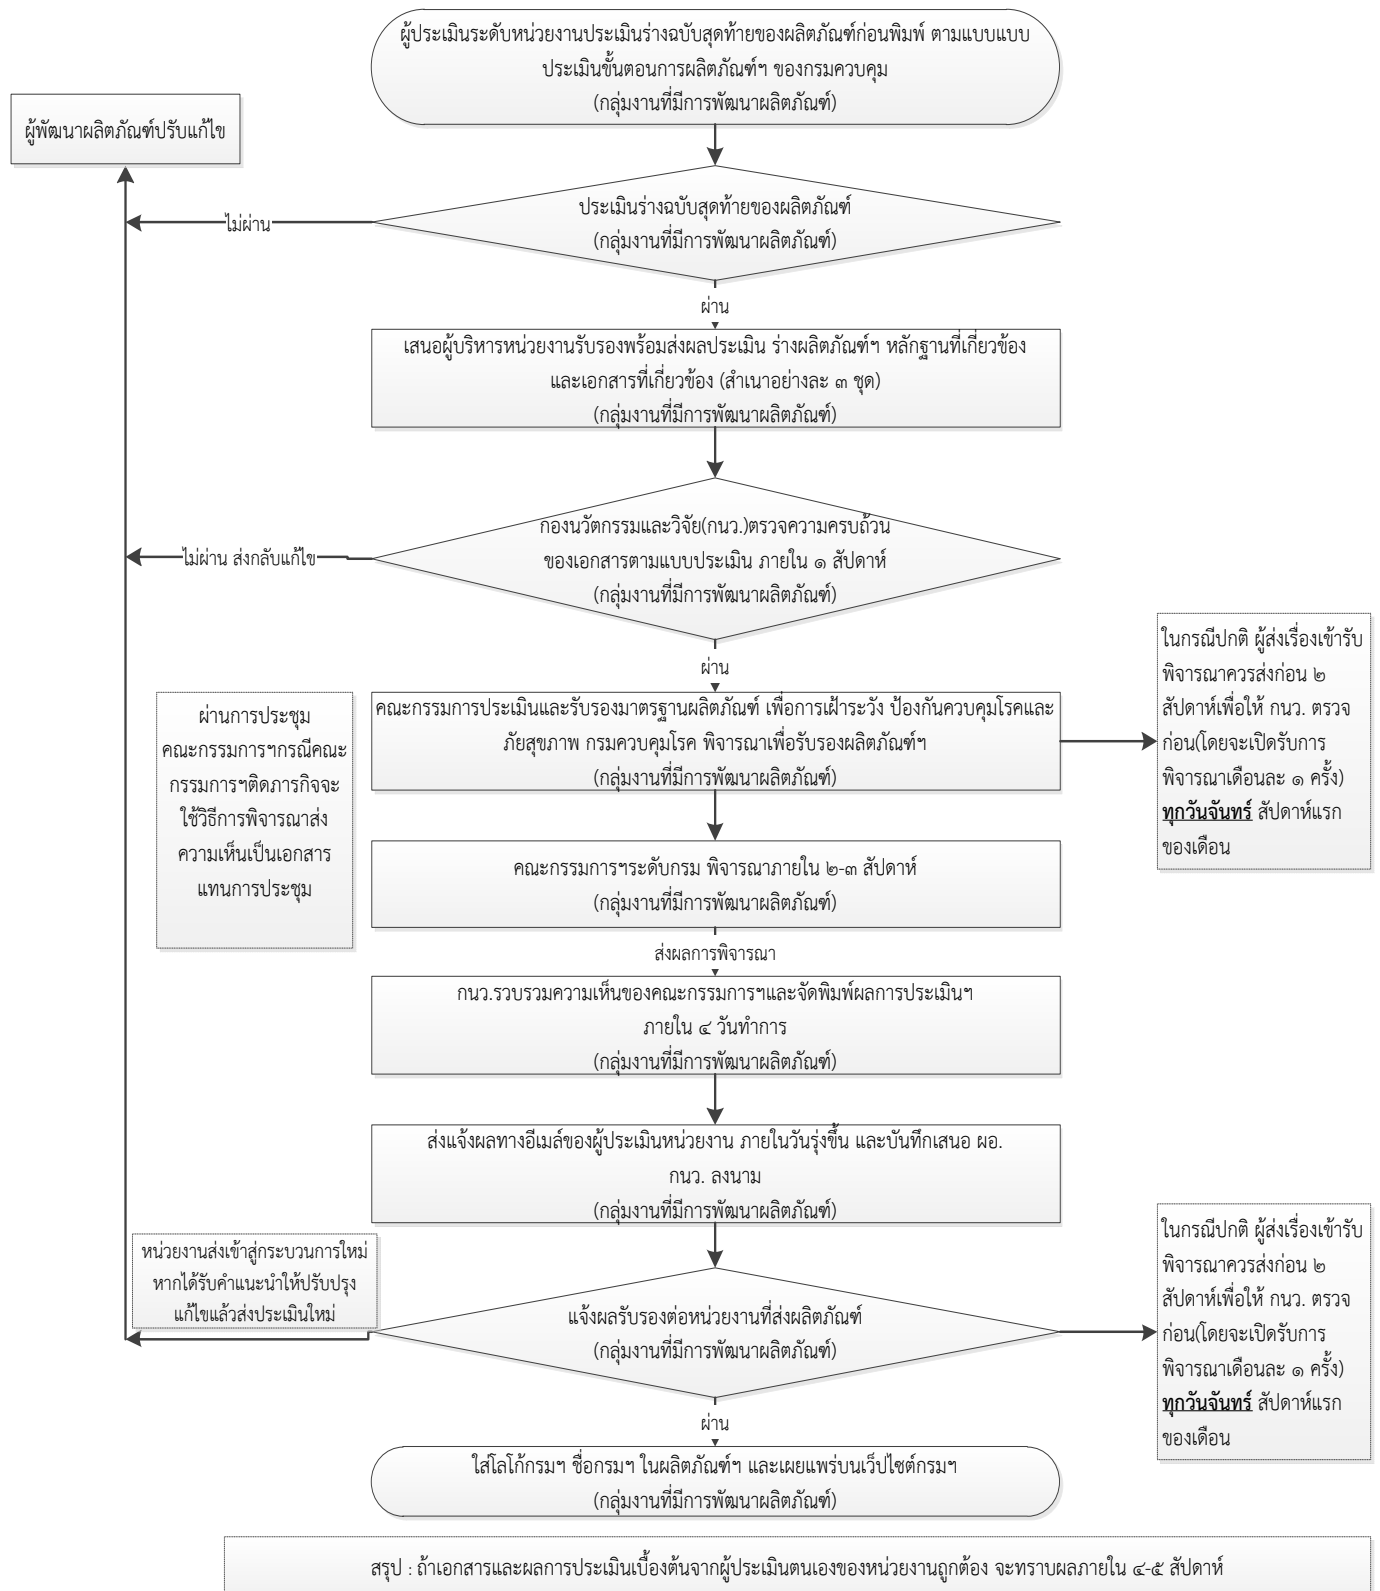 ผู้ประเมินระดับหน่วยงานประเมินร่างฉบับสุดท้ายของผลิตภัณฑ์ก่อนพิมพ์ ตามแบบแบบ
ประเมินขั้นตอนการผลิตภัณฑ์ฯ ของกรมควบคุม
(กลุ่มงานที่มีการพัฒนาผลิตภัณฑ์)
ผู้พัฒนาผลิตภัณฑ์ปรับแก้ไข
ประเมินร่างฉบับสุดท้ายของผลิตภัณฑ์
(กลุ่มงานที่มีการพัฒนาผลิตภัณฑ์)
ไม่ผ่าน
ผ่าน
เสนอผู้บริหารหน่วยงานรับรองพร้อมส่งผลประเมิน ร่างผลิตภัณฑ์ฯ หลักฐานที่เกี่ยวข้อง
และเอกสารที่เกี่ยวข้อง (สำเนาอย่างละ ๓ ชุด)
(กลุ่มงานที่มีการพัฒนาผลิตภัณฑ์)
กองนวัตกรรมและวิจัย(กนว.)ตรวจความครบถ้วน
ของเอกสารตามแบบประเมิน ภายใน ๑ สัปดาห์
(กลุ่มงานที่มีการพัฒนาผลิตภัณฑ์)
ไม่ผ่าน ส่งกลับแก้ไข
ผ่าน
คณะกรรมการประเมินและรับรองมาตรฐานผลิตภัณฑ์ เพื่อการเฝ้าระวัง ป้องกันควบคุมโรคและ
ภัยสุขภาพ กรมควบคุมโรค พิจารณาเพื่อรับรองผลิตภัณฑ์ฯ
(กลุ่มงานที่มีการพัฒนาผลิตภัณฑ์)
ในกรณีปกติ ผู้ส่งเรื่องเข้ารับ
พิจารณาควรส่งก่อน ๒
สัปดาห์เพื่อให้ กนว. ตรวจ
ก่อน(โดยจะเปิดรับการ
พิจารณาเดือนละ ๑ ครั้ง)
ทุกวันจันทร์ สัปดาห์แรก
ของเดือน
ผ่านการประชุม
คณะกรรมการฯกรณีคณะ
กรรมการฯติดภารกิจจะ
ใช้วิธีการพิจารณาส่ง
ความเห็นเป็นเอกสาร
แทนการประชุม
คณะกรรมการฯระดับกรม พิจารณาภายใน ๒-๓ สัปดาห์
(กลุ่มงานที่มีการพัฒนาผลิตภัณฑ์)
ส่งผลการพิจารณา
กนว.รวบรวมความเห็นของคณะกรรมการฯและจัดพิมพ์ผลการประเมินฯ
ภายใน ๔ วันทำการ
(กลุ่มงานที่มีการพัฒนาผลิตภัณฑ์)
ส่งแจ้งผลทางอีเมล์ของผู้ประเมินหน่วยงาน ภายในวันรุ่งขึ้น และบันทึกเสนอ ผอ.
กนว. ลงนาม
(กลุ่มงานที่มีการพัฒนาผลิตภัณฑ์)
หน่วยงานส่งเข้าสู่กระบวนการใหม่
หากได้รับคำแนะนำให้ปรับปรุง
แก้ไขแล้วส่งประเมินใหม่
แจ้งผลรับรองต่อหน่วยงานที่ส่งผลิตภัณฑ์
(กลุ่มงานที่มีการพัฒนาผลิตภัณฑ์)
ในกรณีปกติ ผู้ส่งเรื่องเข้ารับ
พิจารณาควรส่งก่อน ๒
สัปดาห์เพื่อให้ กนว. ตรวจ
ก่อน(โดยจะเปิดรับการ
พิจารณาเดือนละ ๑ ครั้ง)
ทุกวันจันทร์ สัปดาห์แรก
ของเดือน
ผ่าน
ใส่โลโก้กรมฯ ชื่อกรมฯ ในผลิตภัณฑ์ฯ และเผยแพร่บนเว็ปไซต์กรมฯ
(กลุ่มงานที่มีการพัฒนาผลิตภัณฑ์)
สรุป : ถ้าเอกสารและผลการประเมินเบื้องต้นจากผู้ประเมินตนเองของหน่วยงานถูกต้อง จะทราบผลภายใน ๔-๕ สัปดาห์